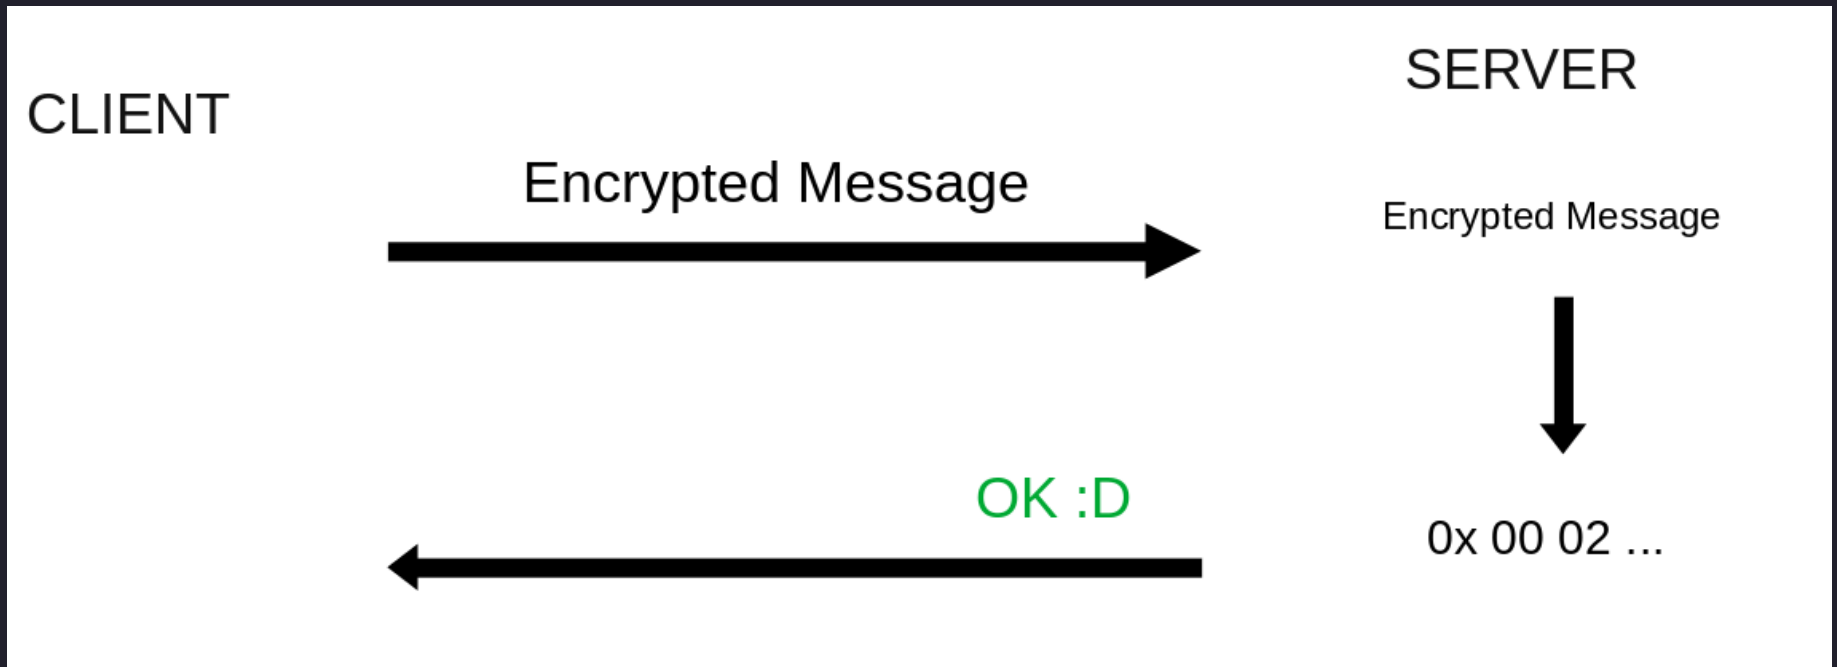 CLIENT
SERVER
Encrypted Message
Encrypted Message
OK :D
0x 00 02 ...